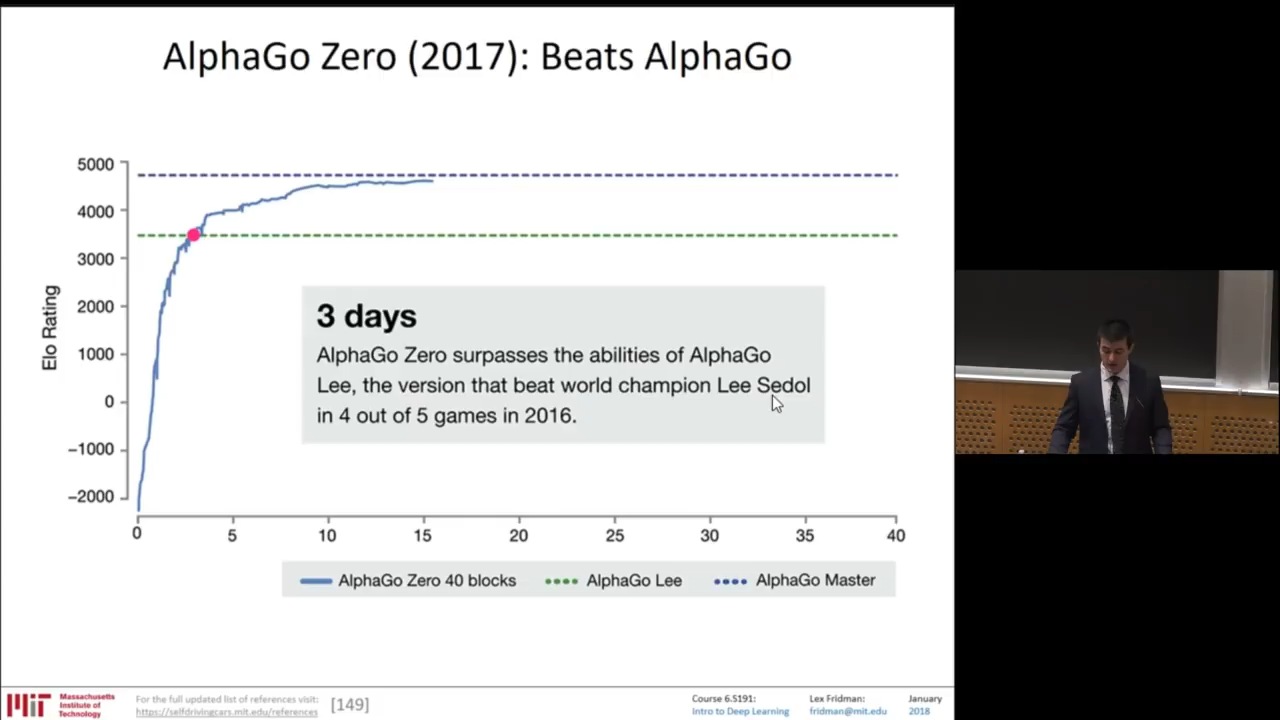 AlphaGo Zero (2017): Beats AlphaGo
5000
4000
3000
2000
1000
0
−1000
−2000
Elo Rating
3 days
AlphaGo Zero surpasses the abilities of AlphaGo
Lee, the version that beat world champion Lee Sedol
in 4 out of 5 games in 2016.
0 5 10 15 20 25 30 35 40
AlphaGo Zero 40 blocks AlphaGo Lee AlphaGo Master
MIT
Massachusetts
Institute of
Technology
For the full updated list of references visit:
https://selfdrivingcars.mit.edu/references
[149]
Course 6.S191:
Intro to Deep Learning
Lex Fridman:
fridman@mit.edu
January
2018